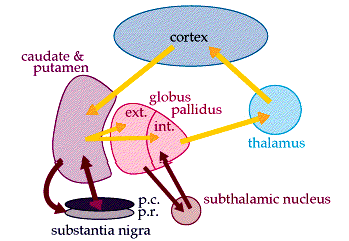 cortex
caudate &
putamen
globus
pallidus
ext.
int.
thalamus
p.c.
p.r.
subthalamic nucleus
substantia nigra